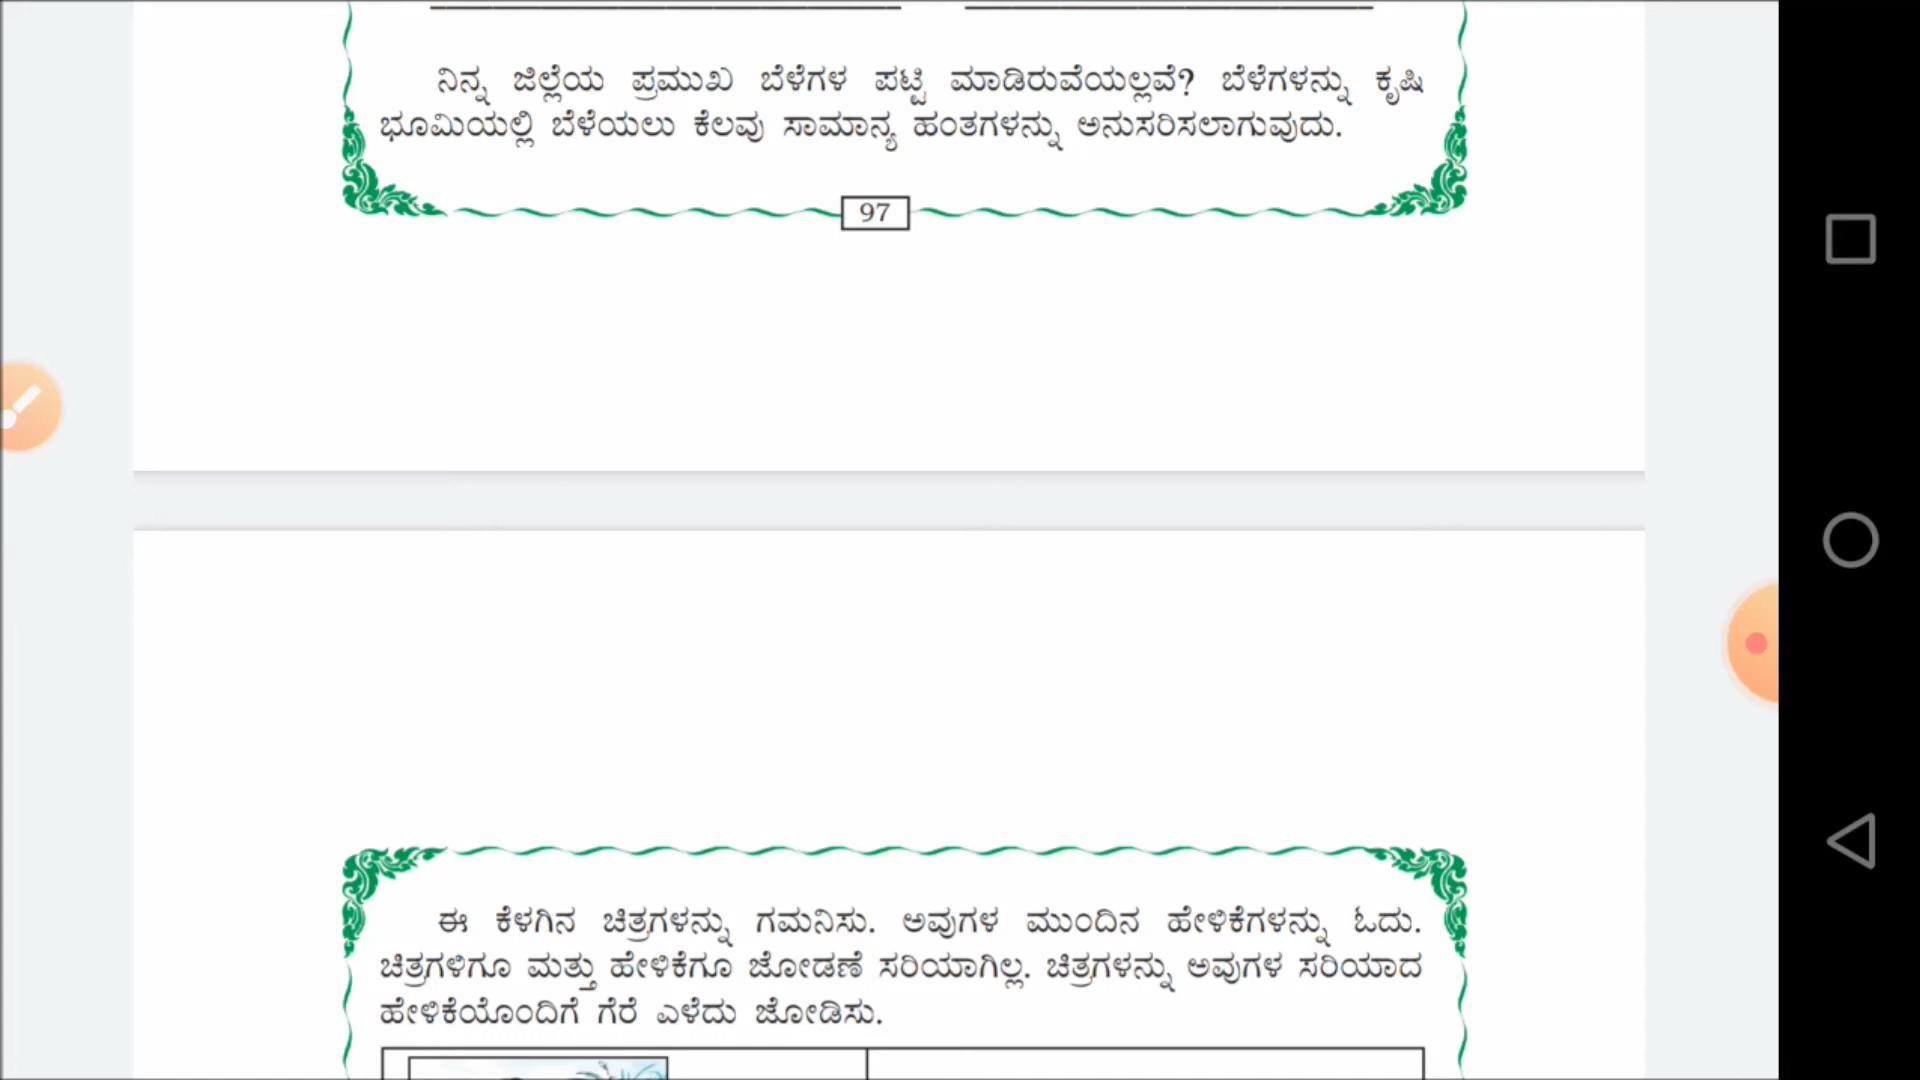 ನಿನ್ನ ಜಿಲ್ಲೆಯ ಪ್ರಮುಖ ಬೆಳೆಗಳ ಪಟ್ಟಿ ಮಾಡಿರುವೆಯಲ್ಲವೆ? ಬೆಳೆಗಳನ್ನು ಕೃಷಿ
ಭೂಮಿಯಲ್ಲಿ ಬೆಳೆಯಲು ಕೆಲವು ಸಾಮಾನ್ಯ ಹಂತಗಳನ್ನು ಅನುಸರಿಸಲಾಗುವುದು.
97
ಈ ಕೆಳಗಿನ ಚಿತ್ರಗಳನ್ನು ಗಮನಿಸು. ಅವುಗಳ ಮುಂದಿನ ಹೇಳಿಕೆಗಳನ್ನು ಓದು.
ಚಿತ್ರಗಳಿಗೂ ಮತ್ತು ಹೇಳಿಕೆಗೂ ಜೋಡಣೆ ಸರಿಯಾಗಿಲ್ಲ. ಚಿತ್ರಗಳನ್ನು ಅವುಗಳ ಸರಿಯಾದ
ಹೇಳಿಕೆಯೊಂದಿಗೆ ಗೆರೆ ಎಳೆದು ಜೋಡಿಸು.